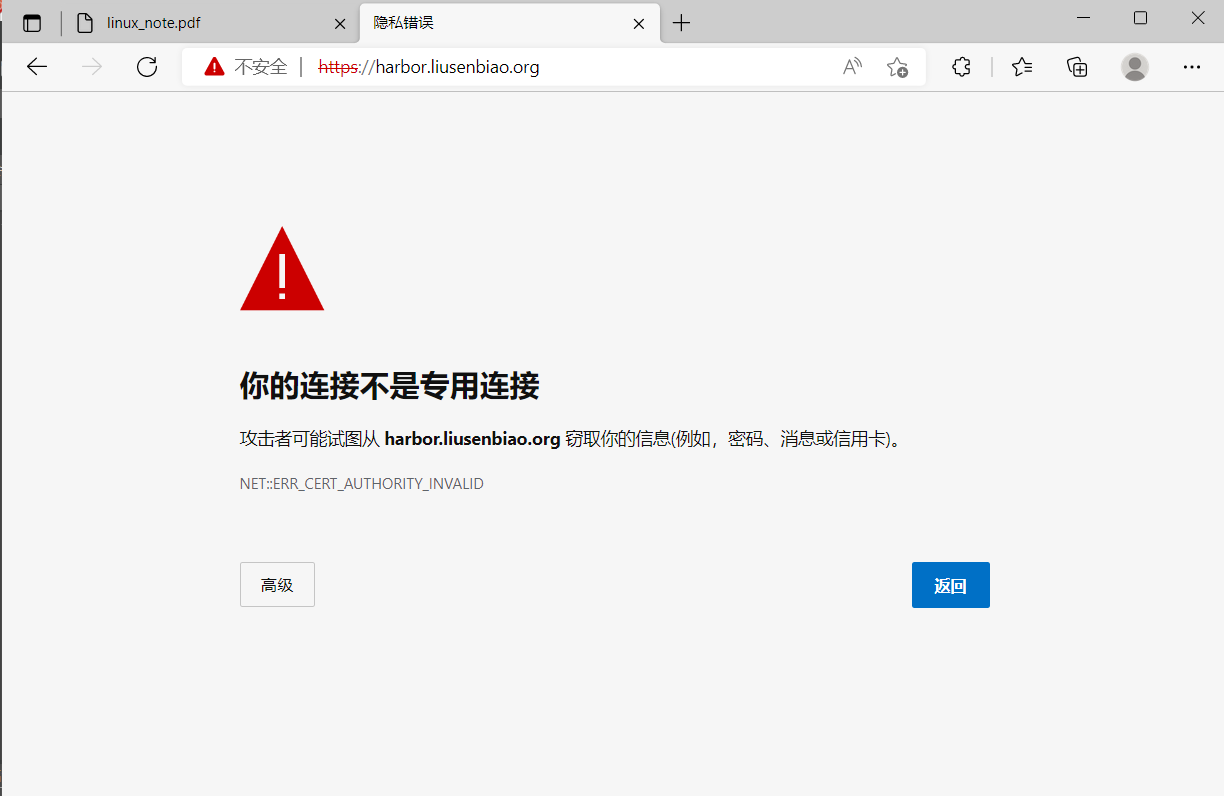 linux_note.pdf
隐私错误
不安全 | https://harbor.liusenbiao.org
你的连接不是专用连接
攻击者可能试图从 harbor.liusenbiao.org 窃取你的信息(例如，密码、消息或信用卡)。
NET::ERR_CERT_AUTHORITY_INVALID
高级
返回